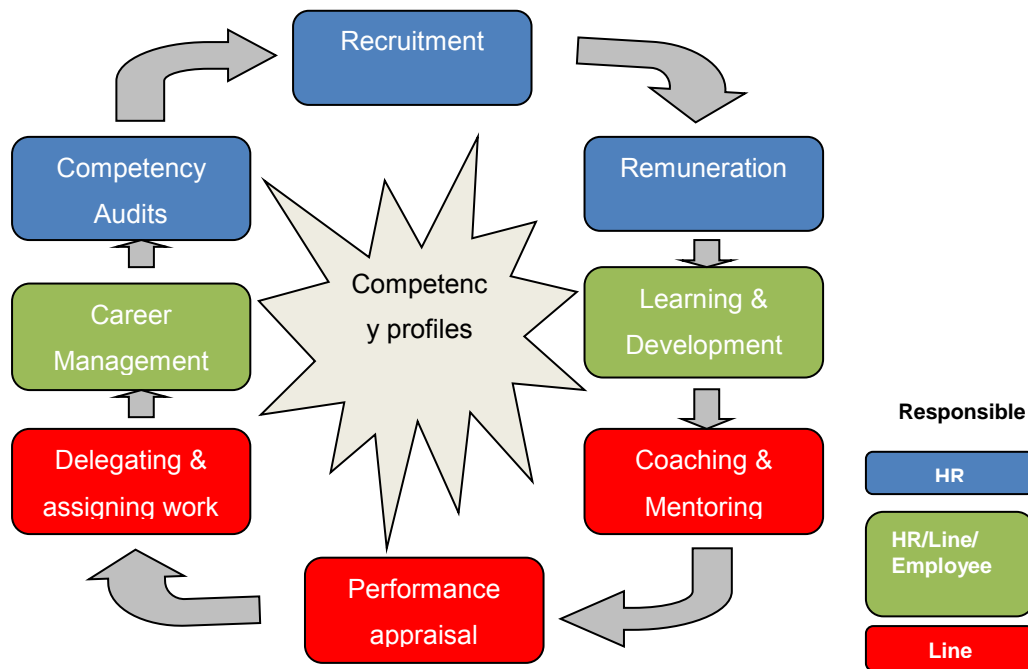 Recruitment
Remuneration
Learning &
Development
Coaching &
Mentoring
Performance
appraisal
Delegating &
assigning work
Career
Management
Competency
Audits
Competenc
y profiles
Responsible
HR
HR/Line/
Employee
Line